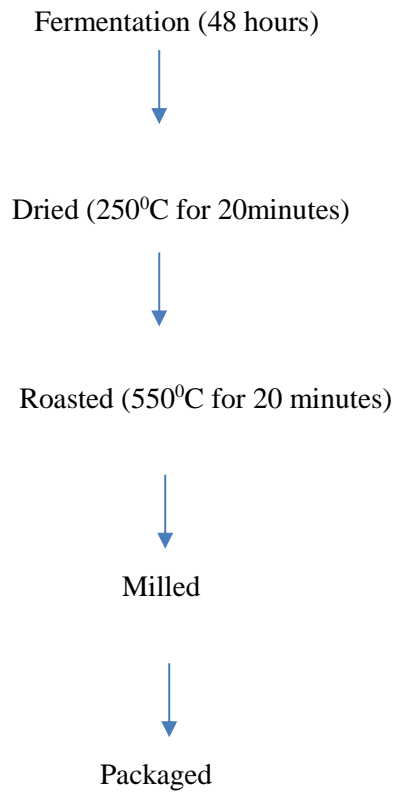 Fermentation (48 hours)
Dried (250⁰C for 20minutes)
Roasted (550⁰C for 20 minutes)
Milled
Packaged